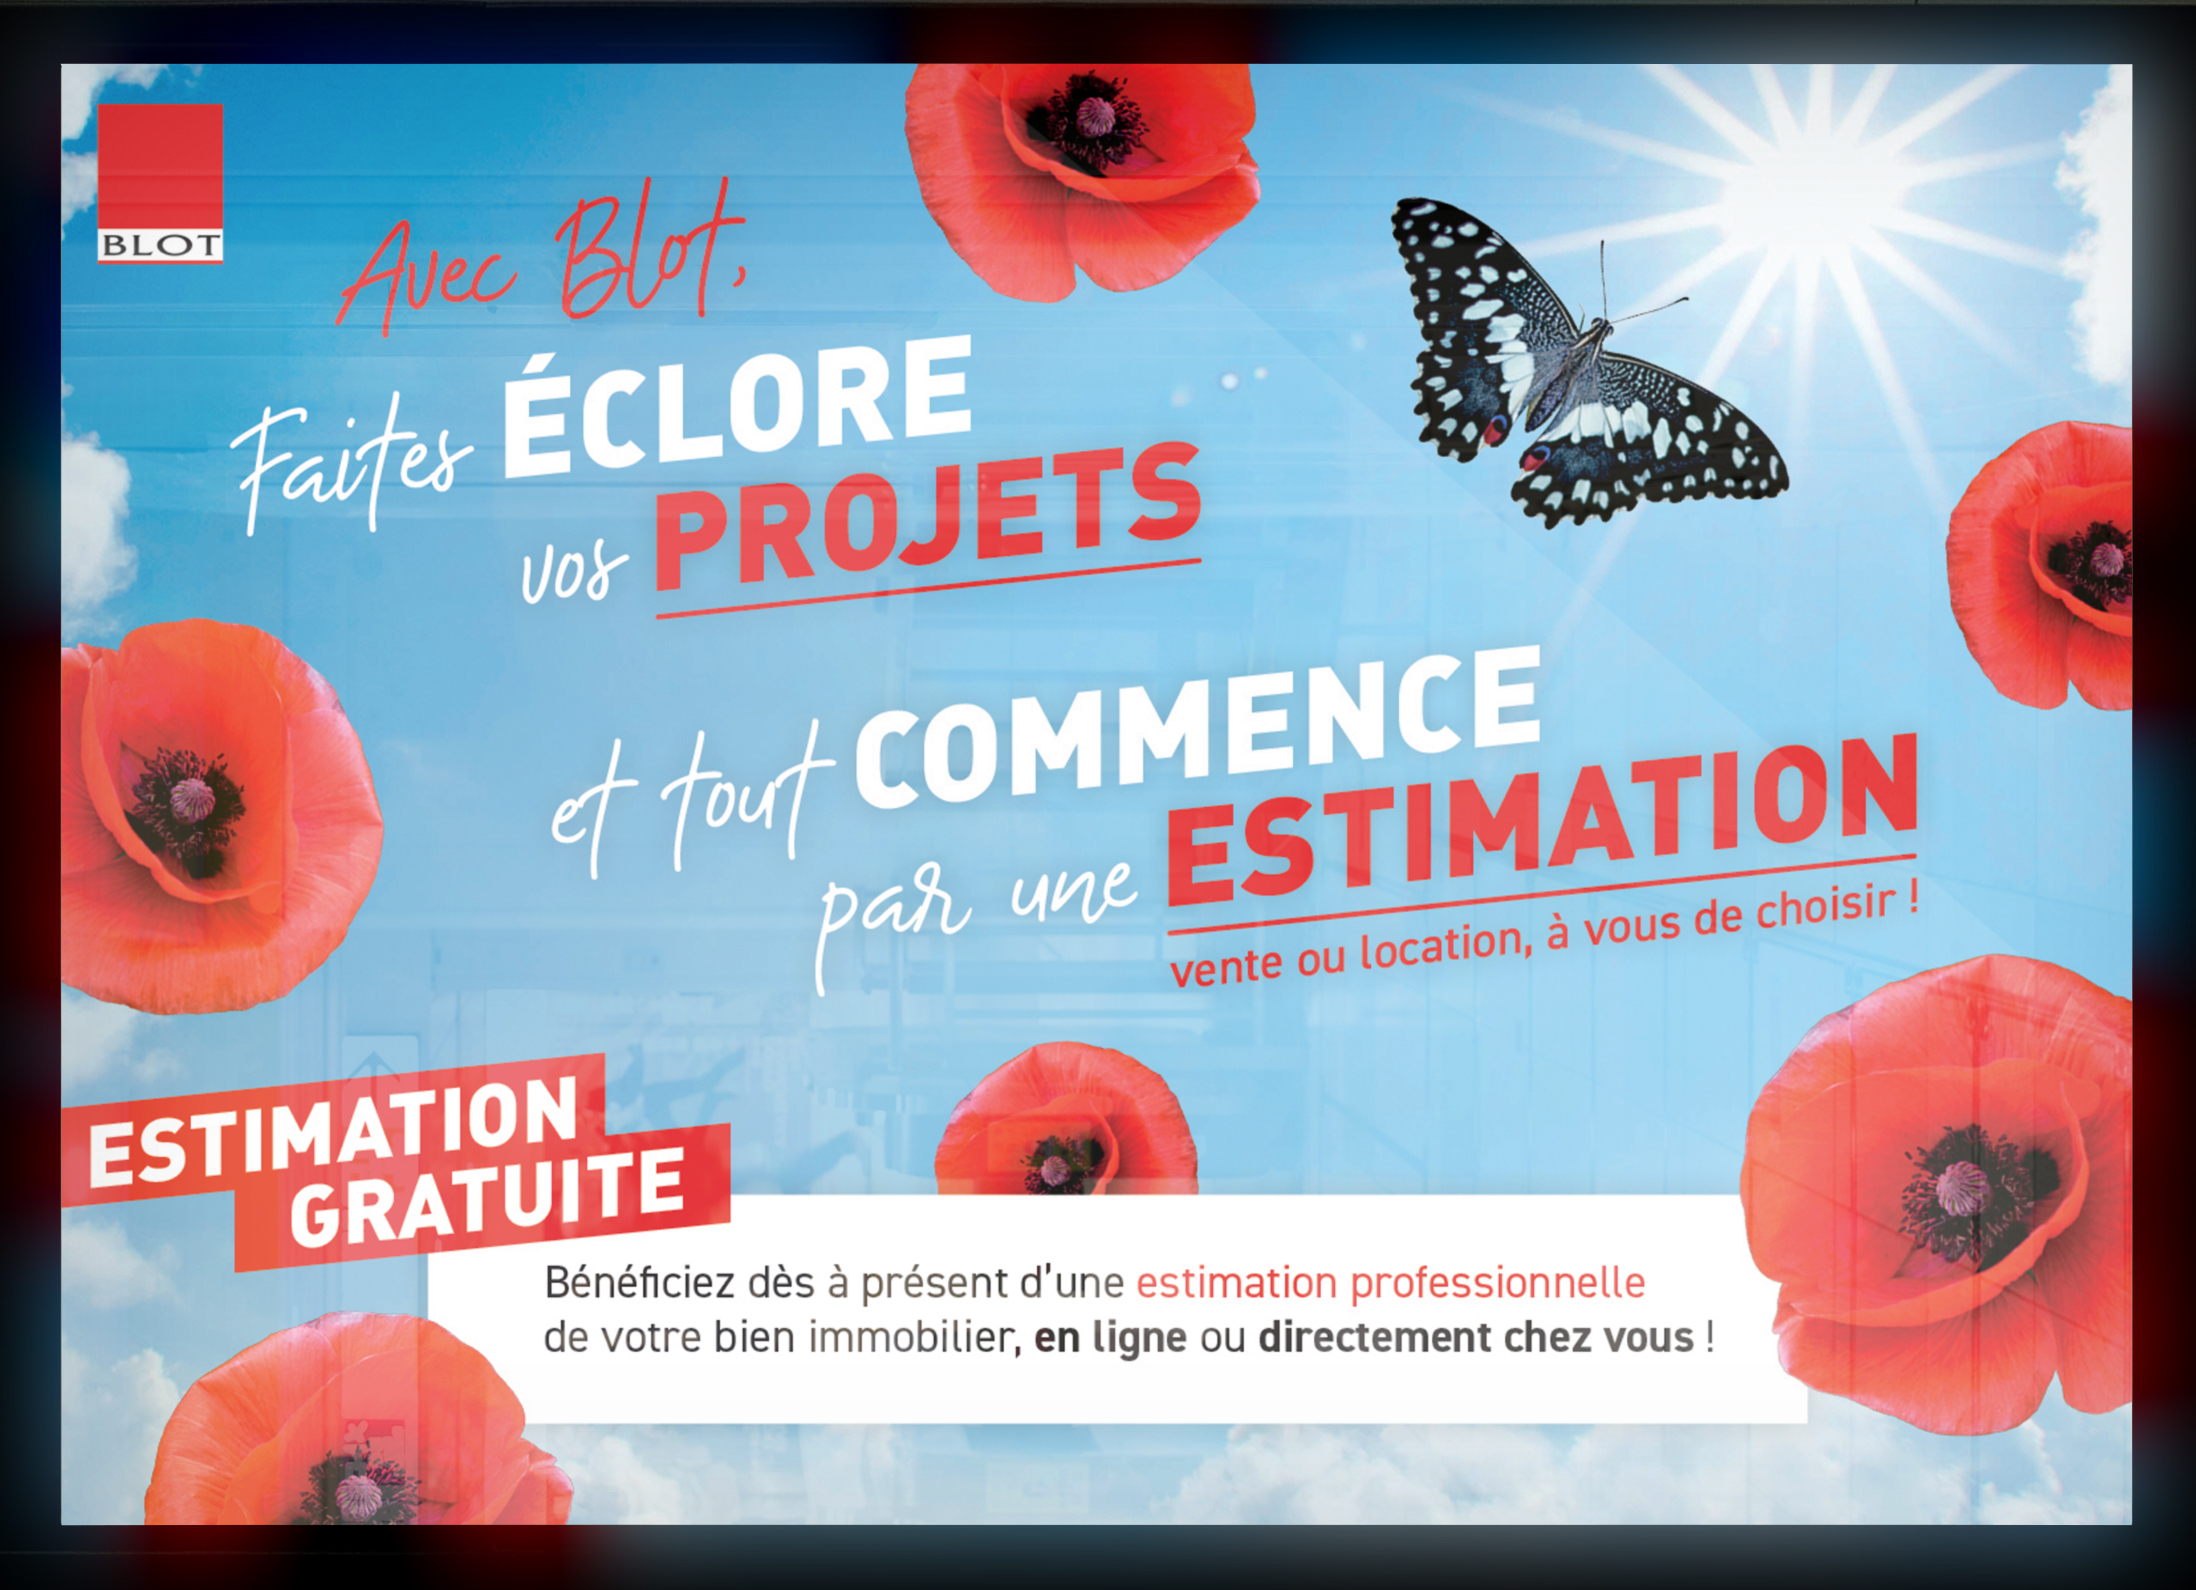 BLOT
Avec Blot,
Faites ÉCLORE
vos PROJETS
et tout COMMENCE
par une ESTIMATION
vente ou location, à vous de choisir !
ESTIMATION
GRATUITE
Bénéficiez dès à présent d'une estimation professionnelle
de votre bien immobilier, en ligne ou directement chez vous !